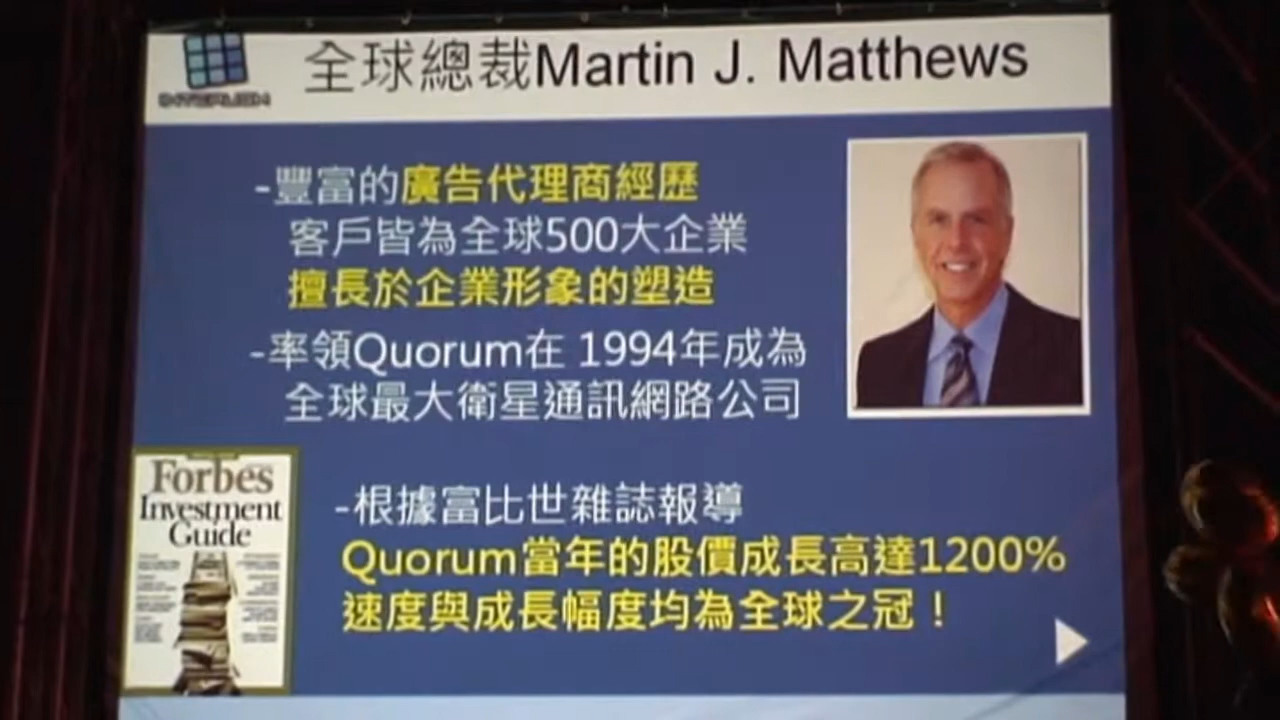 全球總裁Martin J. Matthews
-豐富的廣告代理商經歷
客戶皆為全球500大企業
擅長於企業形象的塑造
-率領Quorum在 1994年成為
全球最大衛星通訊網路公司
Forbes
Investment
Guide
-根據富比世雜誌報導
Quorum當年的股價成長高達1200%
速度與成長幅度均為全球之冠！